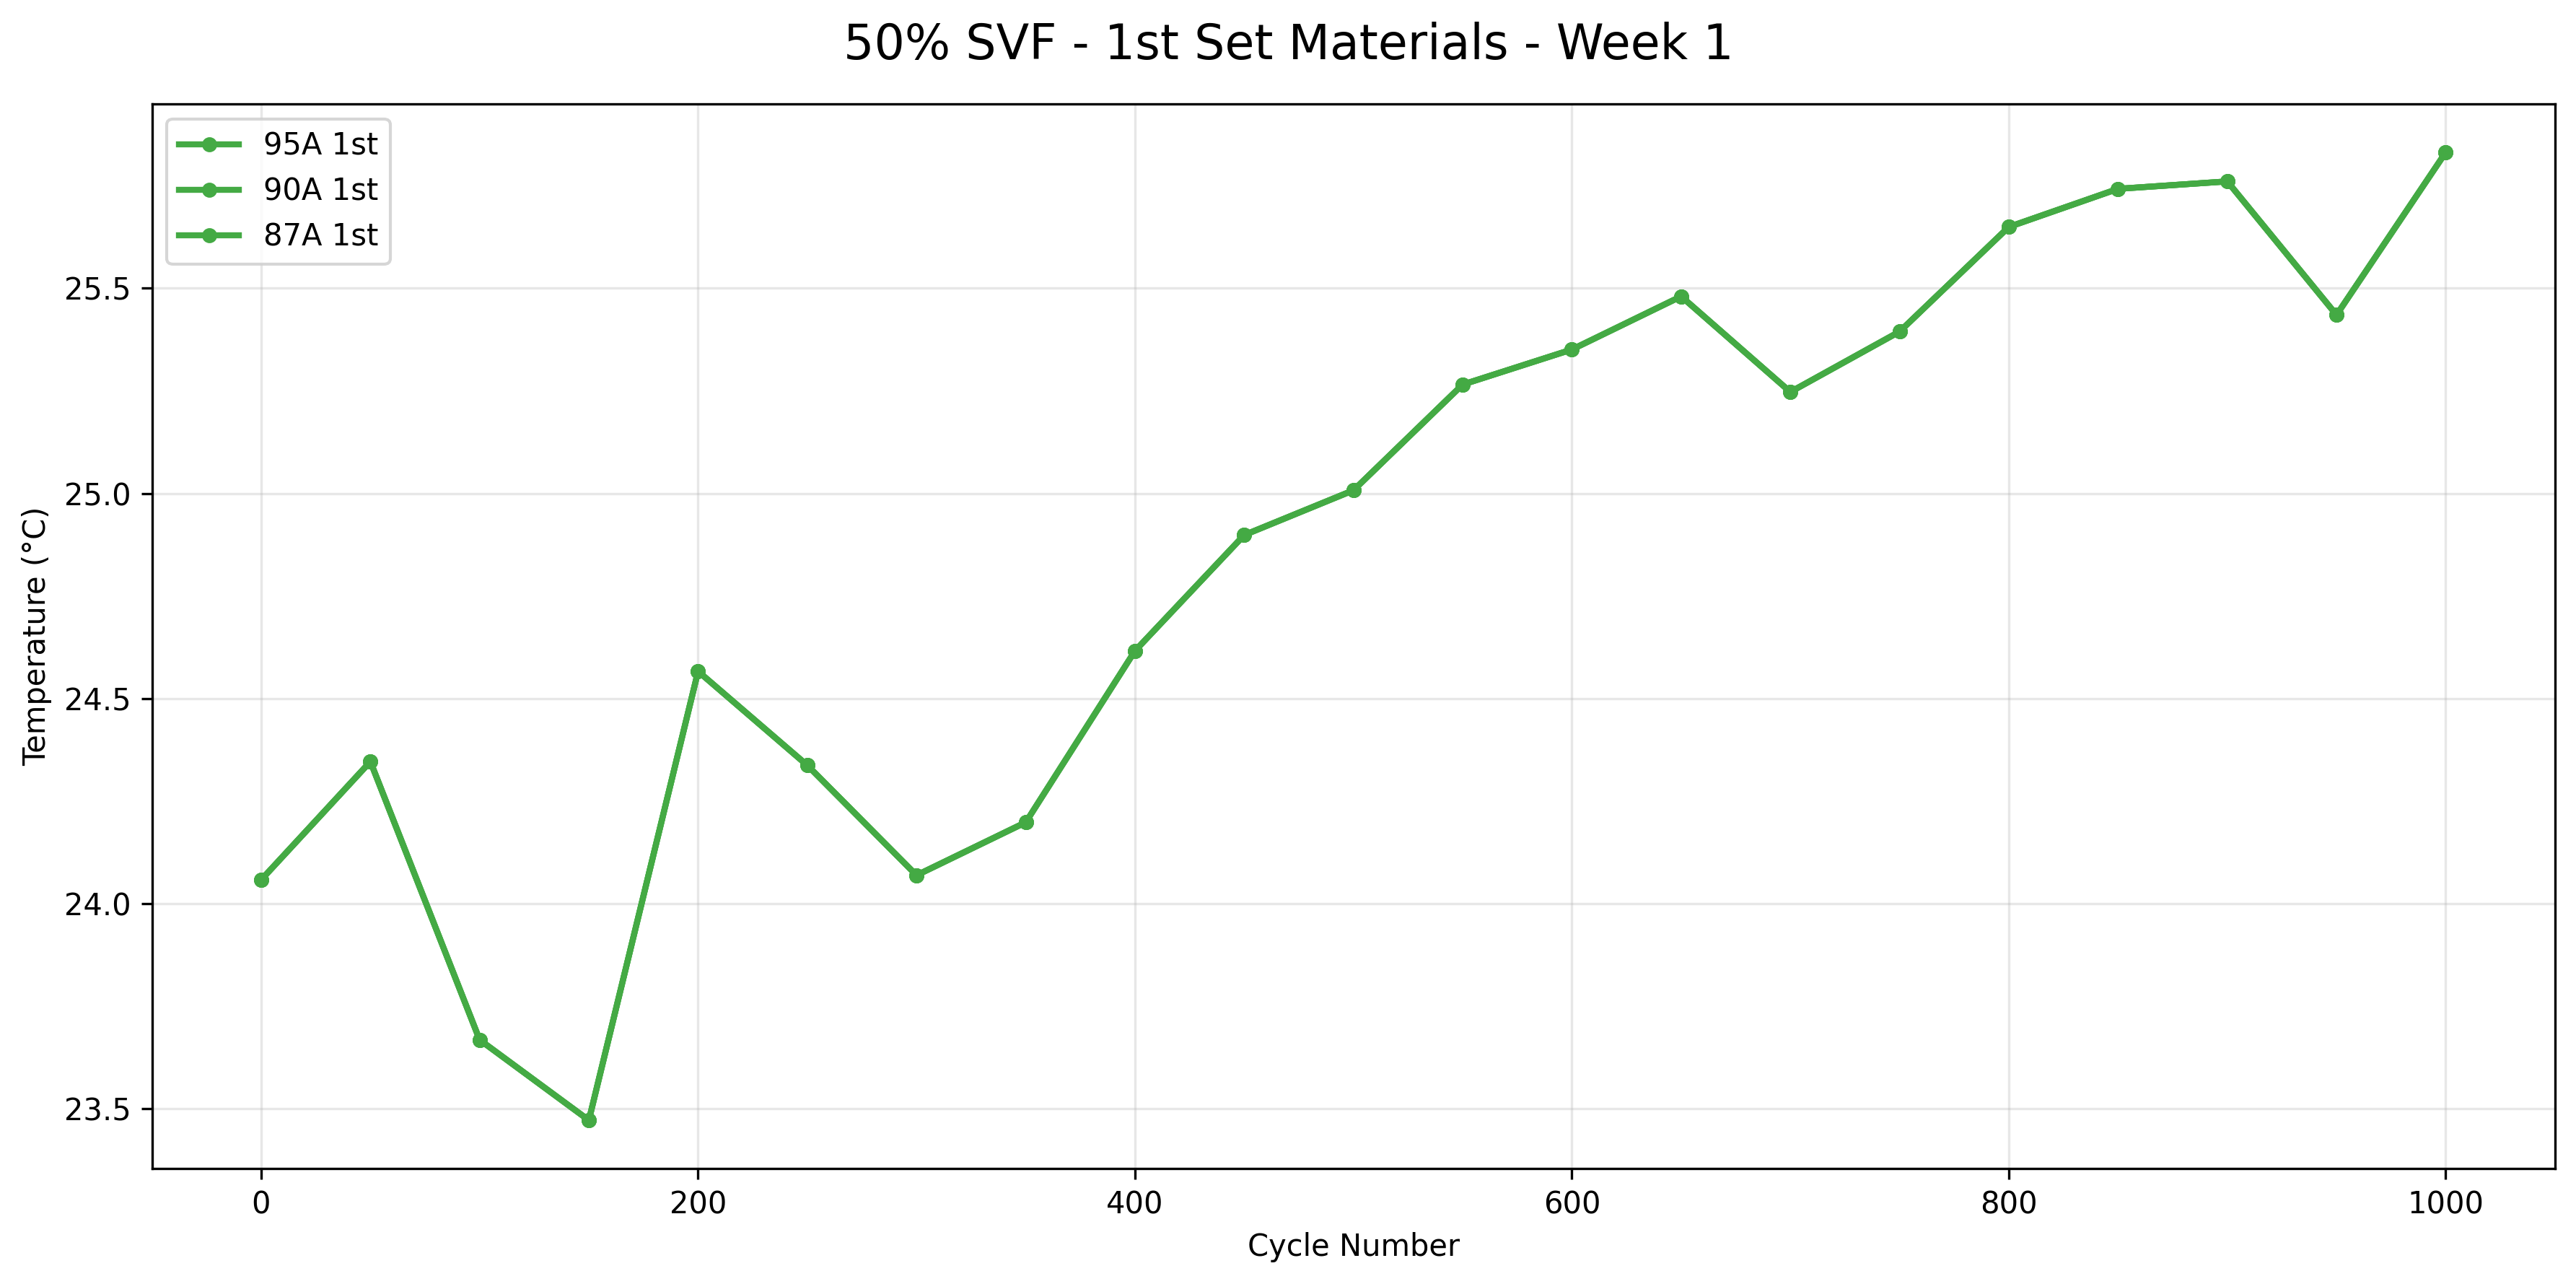 50% SVF - 1st Set Materials - Week 1
95A 1st
90A 1st
87A 1st
25.5
25.0
24.5
24.0
23.5
Temperature (°C)
0 200 400 600 800 1000
Cycle Number